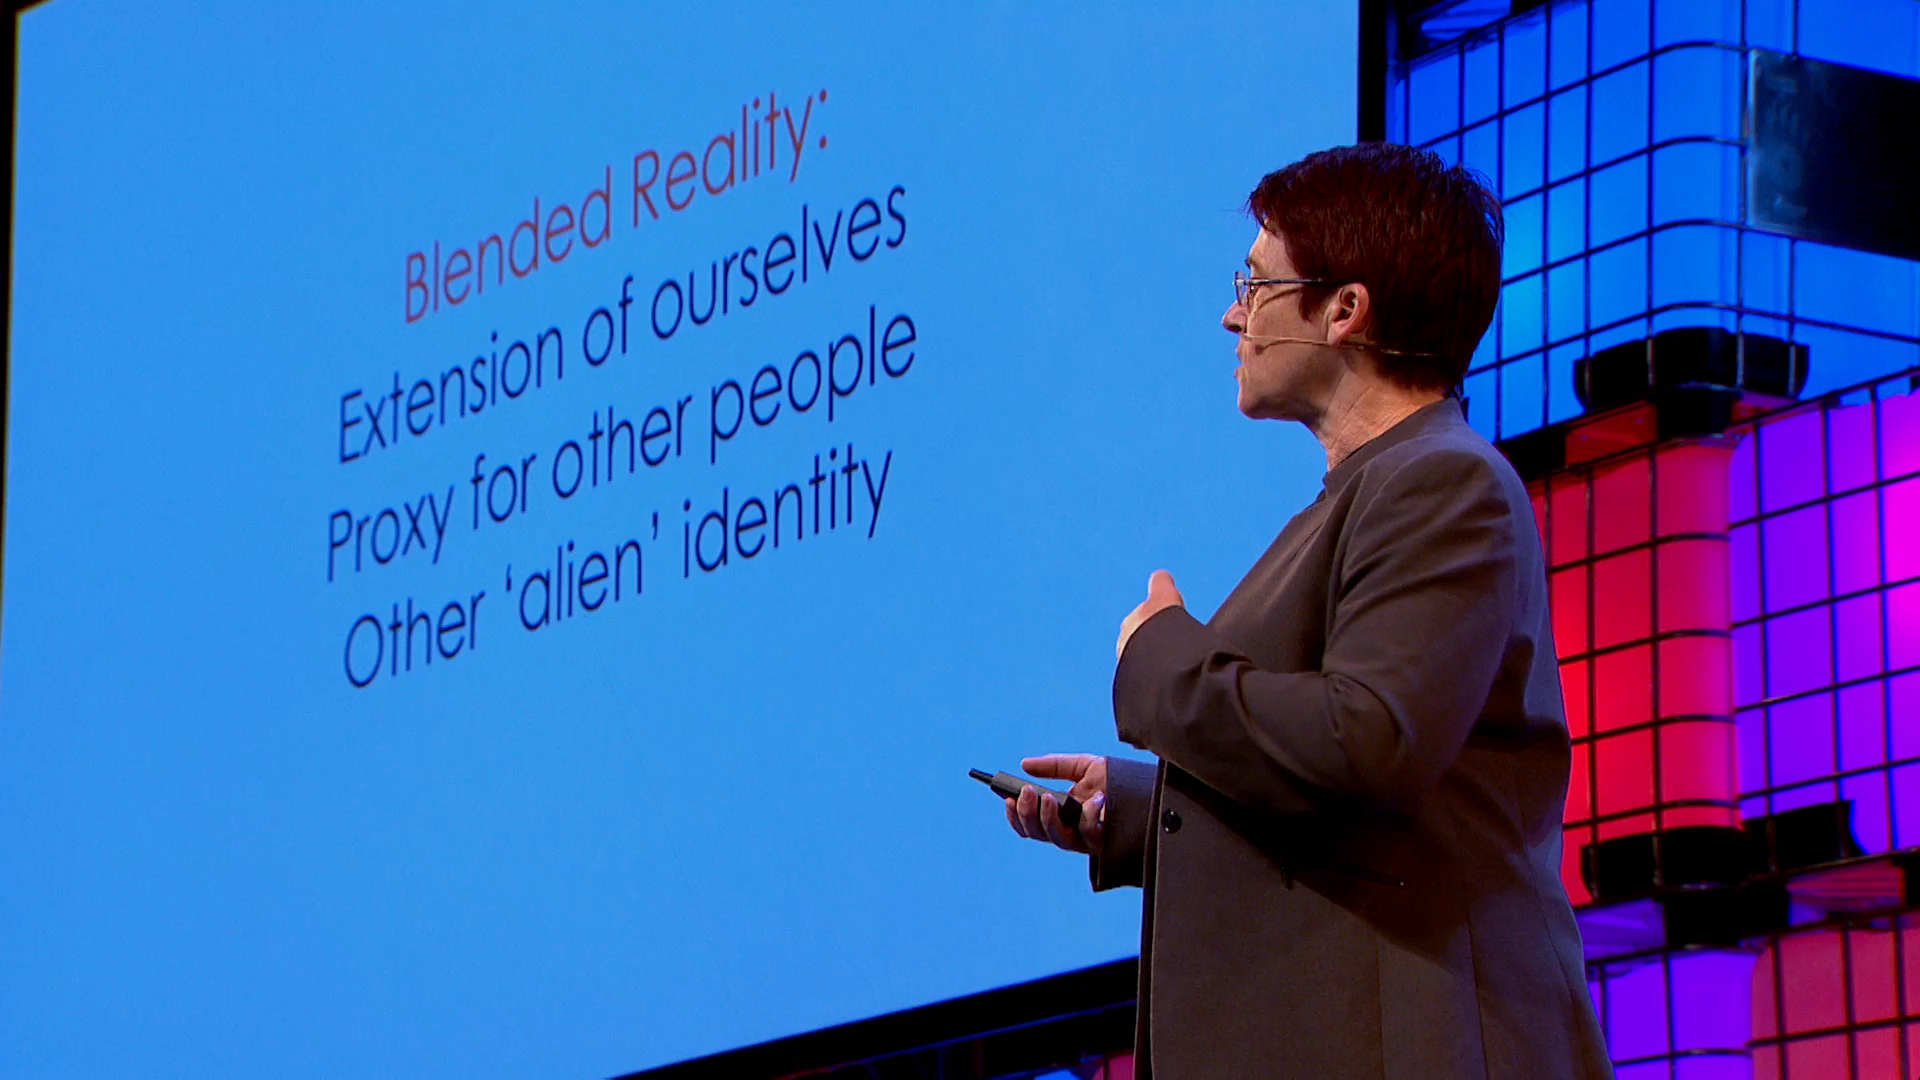 Blended Reality:
Extension of ourselves
Proxy for other people
Other ‘alien’ identity